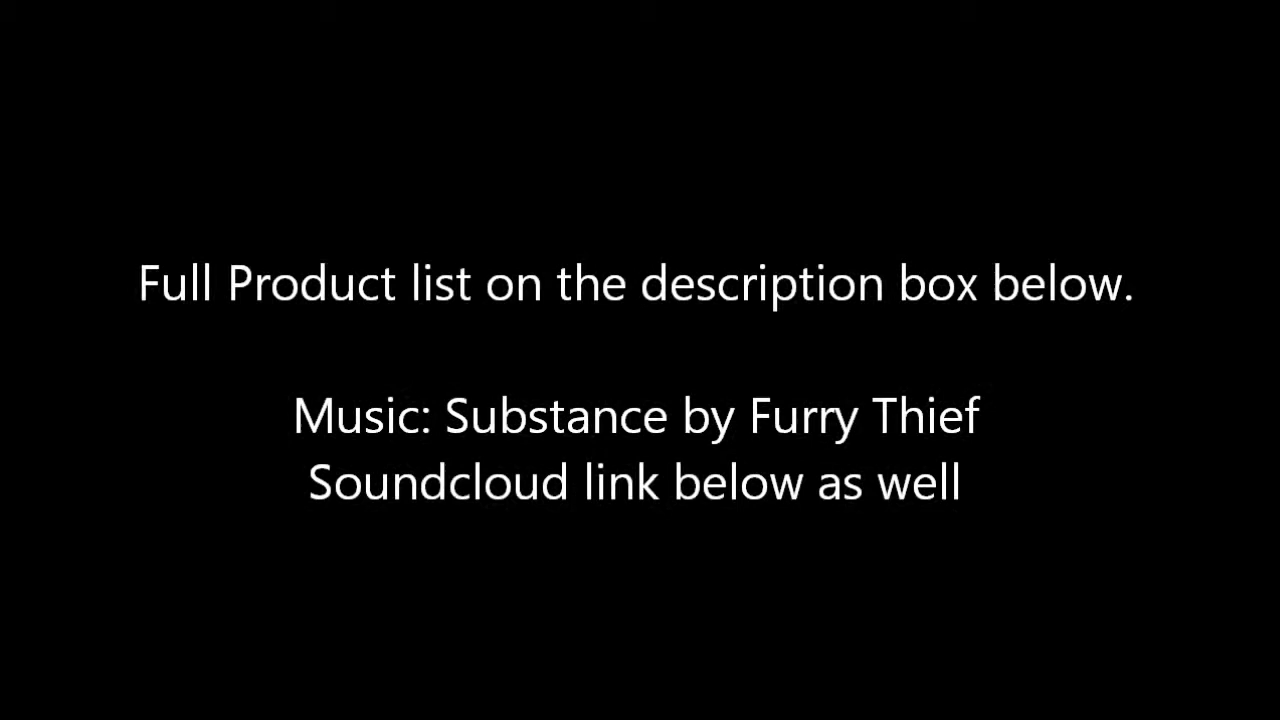 Full Product list on the description box below.
Music: Substance by Furry Thief
Soundcloud link below as well